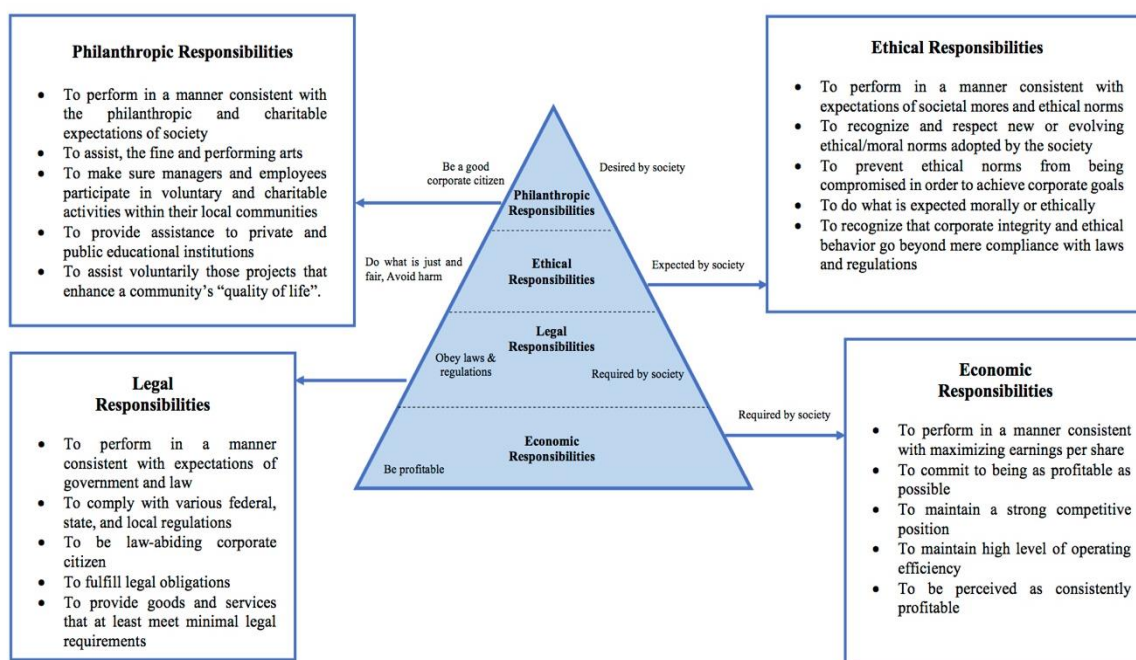 Philanthropic Responsibilities
• To perform in a manner consistent with
the philanthropic and charitable
expectations of society
• To assist, the fine and performing arts
• To make sure managers and employees
participate in voluntary and charitable
activities within their local communities
• To provide assistance to private and
public educational institutions
• To assist voluntarily those projects that
enhance a community's “quality of life”.
Ethical Responsibilities
• To perform in a manner consistent with
expectations of societal mores and ethical norms
• To recognize and respect new or evolving
ethical/moral norms adopted by the society
• To prevent ethical norms from being
compromised in order to achieve corporate goals
• To do what is expected morally or ethically
• To recognize that corporate integrity and ethical
behavior go beyond mere compliance with laws
and regulations
Be a good
corporate citizen
Desired by society
Philanthropic
Responsibilities
Do what is just and
fair, Avoid harm
Ethical
Responsibilities
Expected by society
Legal
Responsibilities
Obey laws &
regulations
Required by society
Economic
Responsibilities
Be profitable
Required by society
Legal
Responsibilities
• To perform in a manner
consistent with expectations of
government and law
• To comply with various federal,
state, and local regulations
• To be law-abiding corporate
citizen
• To fulfill legal obligations
• To provide goods and services
that at least meet minimal legal
requirements
Economic
Responsibilities
• To perform in a manner consistent
with maximizing earnings per share
• To commit to being as profitable as
possible
• To maintain a strong competitive
position
• To maintain high level of operating
efficiency
• To be perceived as consistently
profitable